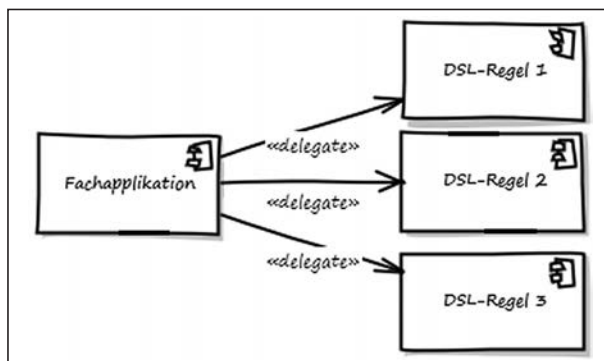 DSL-Regel 1
«delegate»
Fachapplikation
DSL-Regel 2
«delegate»
«delegate»
DSL-Regel 3